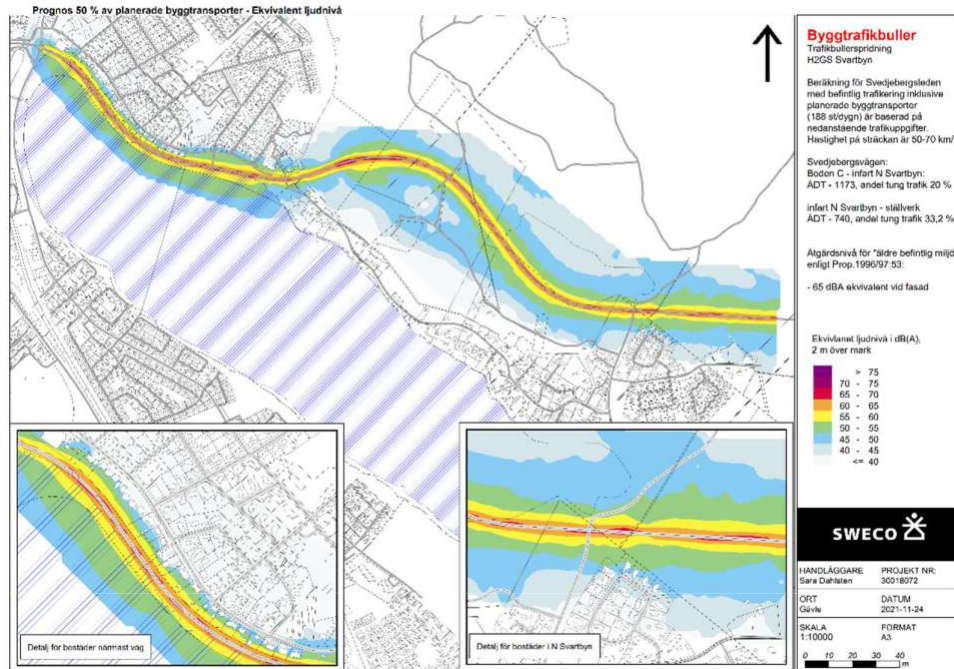 Prognos 50 % av planerade byggtransporter - Ekvivalent ljudnivå
Byggtrafikbuller
Trafikbullerspridning
H2GS Svartbyn
Beräkning för Svedjebergsleden
med befintlig trafikering inklusive
planerade byggtransporter
(188 st/dygn) är baserad på
nedanstående trafikuppgifter.
Hastighet på sträckan är 50-70 km/
Svedjebergsvägen:
Boden C - infart N Svartbyn:
ÅDT - 1173, andel tung trafik 20 %
infart N Svartbyn - ställverk
ÅDT - 740, andel tung trafik 33,2 %
Åtgärdsnivå för "äldre befintlig miljö
enligt Prop.1996/97:53:
- 65 dBA ekvivalent vid fasad
Ekvivlanet ljudnivå i dB(A),
2 m över mark
> 75
70 - 75
65 - 70
60 - 65
55 - 60
50 - 55
45 - 50
40 - 45
<= 40
Detalj för bostäder närmast väg
Detalj för bostäder i N Svartbyn
SWECO
HANDLÄGGARE
Sara Dahlsten
PROJEKT NR:
30018072
ORT
Gävle
DATUM
2021-11-24
SKALA
1:10000
FORMAT
A3
0 10 20 30 40
m